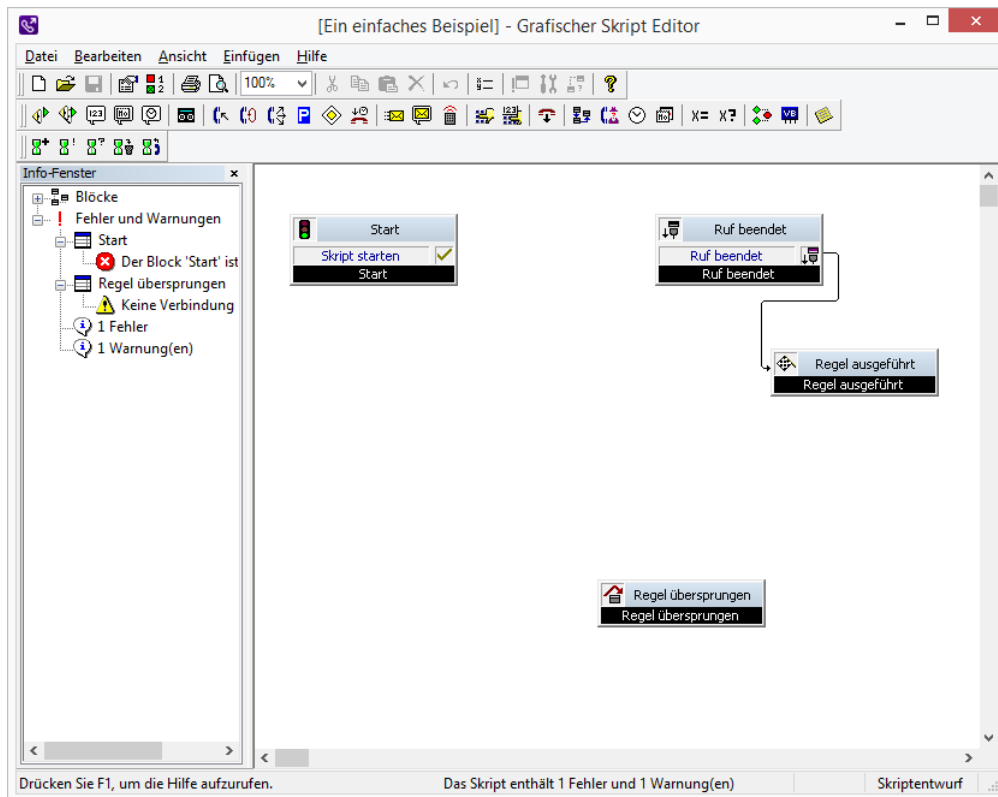 [Ein einfaches Beispiel] - Grafischer Skript Editor
Datei Bearbeiten Ansicht Einfügen Hilfe
100%
X= X?
VB
Info-Fenster
Blöcke
Fehler und Warnungen
Start
Der Block 'Start' ist
Regel übersprungen
Keine Verbindung
1 Fehler
1 Warnung(en)
Start
Skript starten
Start
Ruf beendet
Ruf beendet
Ruf beendet
Regel ausgeführt
Regel ausgeführt
Regel übersprungen
Regel übersprungen
Drücken Sie F1, um die Hilfe aufzurufen. Das Skript enthält 1 Fehler und 1 Warnung(en) Skriptentwurf